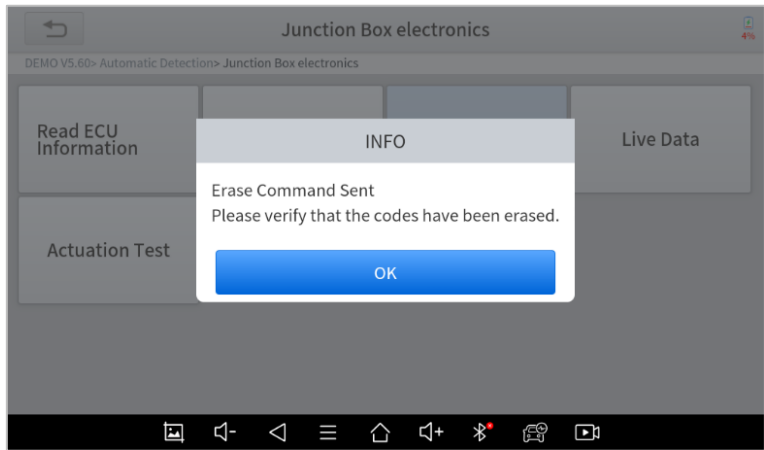 Junction Box electronics
4%
DEMO V5.60> Automatic Detection> Junction Box electronics
Read ECU
Information
Live Data
INFO
Erase Command Sent
Please verify that the codes have been erased.
OK
Actuation Test